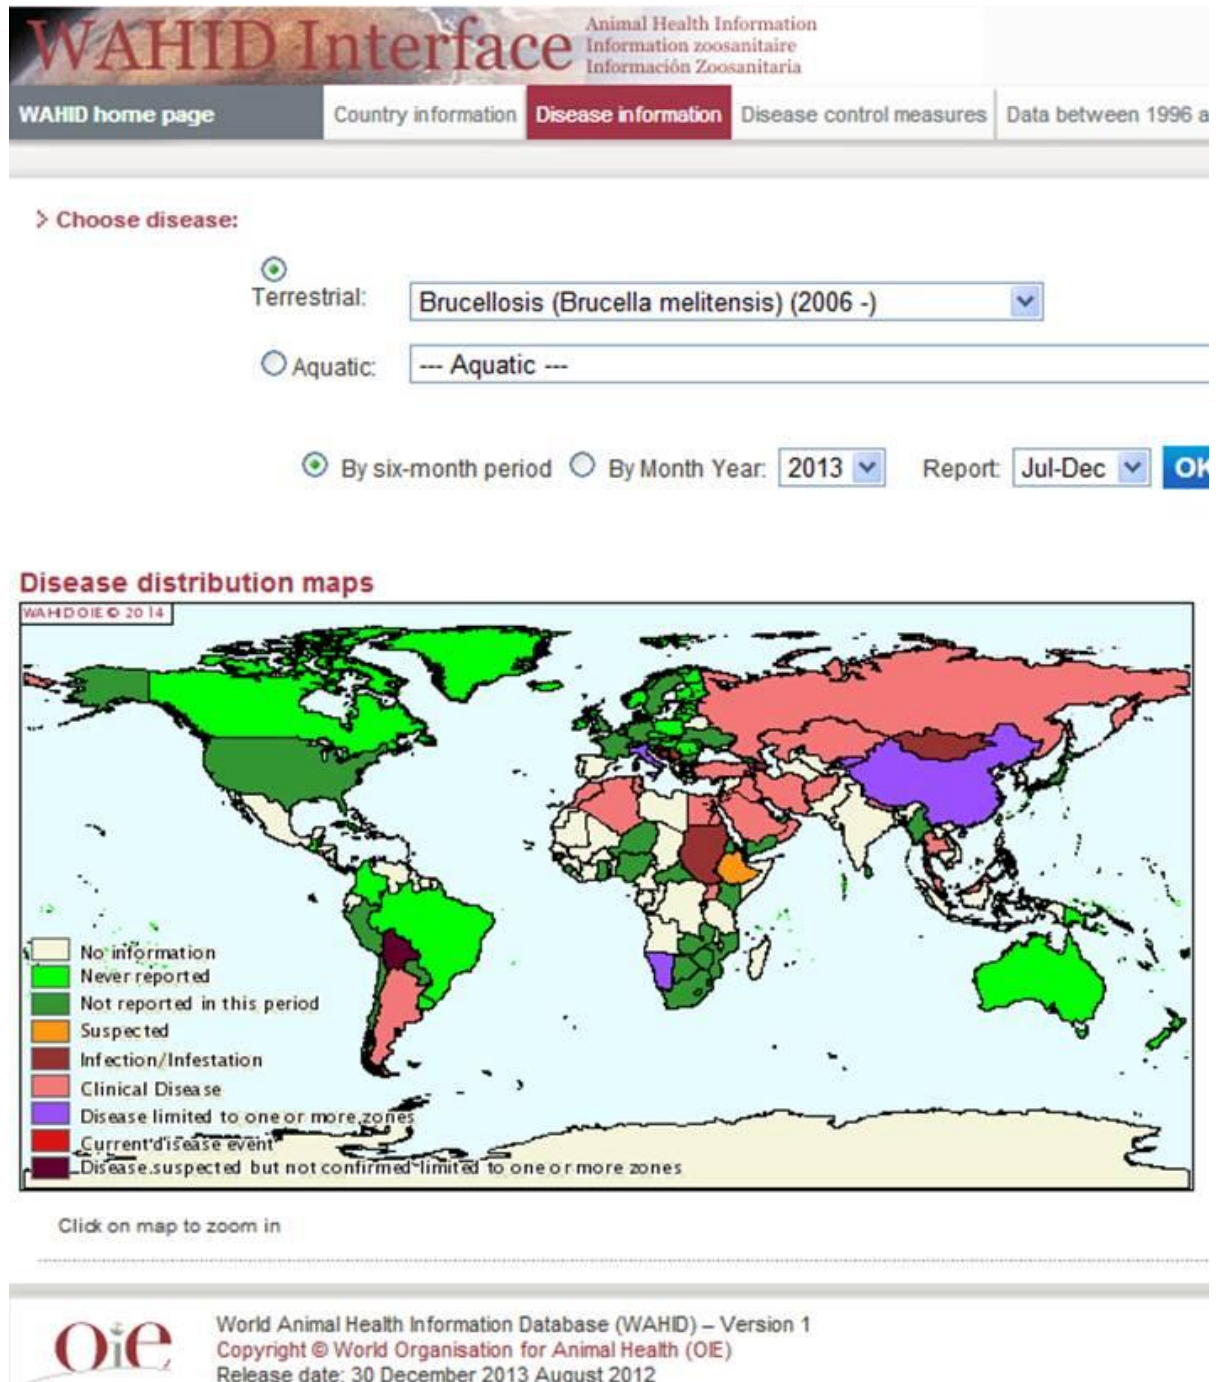 WAHID Interface
Animal Health Information
Information zoosanitaire
Información Zoosanitaria
WAHID home page Country information Disease information Disease control measures Data between 1996 a
> Choose disease:
Terrestrial: Brucellosis (Brucella melitensis) (2006 -)
Aquatic: --- Aquatic ---
By six-month period By Month Year: 2013 Report: Jul-Dec OK
Disease distribution maps
WAHID OIE © 2014
No information
Never reported
Not reported in this period
Suspected
Infection/Infestation
Clinical Disease
Disease limited to one or more zones
Current disease event
Disease suspected but not confirmed limited to one or more zones
Click on map to zoom in
oie
World Animal Health Information Database (WAHID) – Version 1
Copyright © World Organisation for Animal Health (OIE)
Release date: 30 December 2013 August 2012